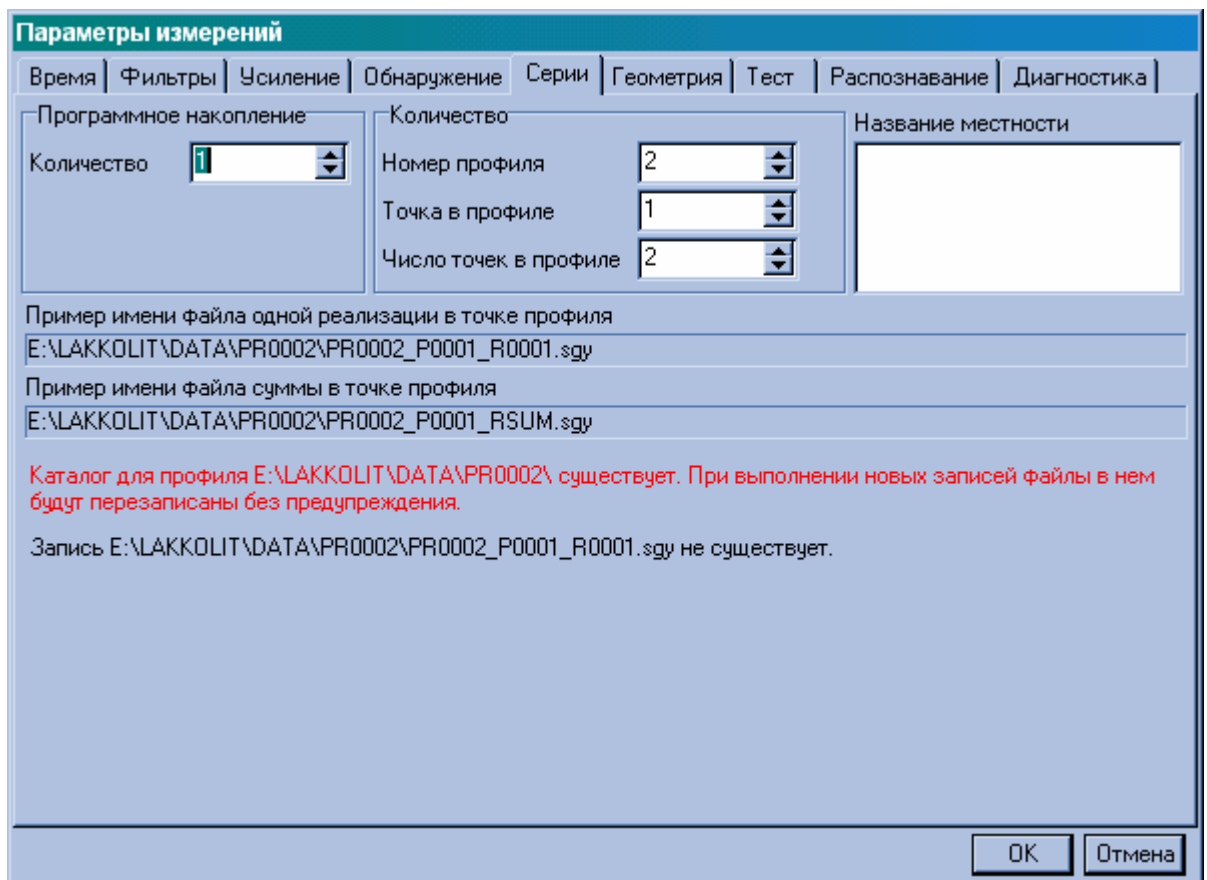 Параметры измерений
Время Фильтры Усиление Обнаружение Серии Геометрия Тест Распознавание Диагностика
Программное накопление
Количество 1
Количество
Номер профиля 2
Точка в профиле 1
Число точек в профиле 2
Название местности
Пример имени файла одной реализации в точке профиля
E:\LAKKOLIT\DATA\PR0002\PR0002_P0001_R0001.sgy
Пример имени файла суммы в точке профиля
E:\LAKKOLIT\DATA\PR0002\PR0002_P0001_RSUM.sgy
Каталог для профиля E:\LAKKOLIT\DATA\PR0002\ существует. При выполнении новых записей файлы в нем
будут перезаписаны без предупреждения.
Запись E:\LAKKOLIT\DATA\PR0002\PR0002_P0001_R0001.sgy не существует.
OK Отмена